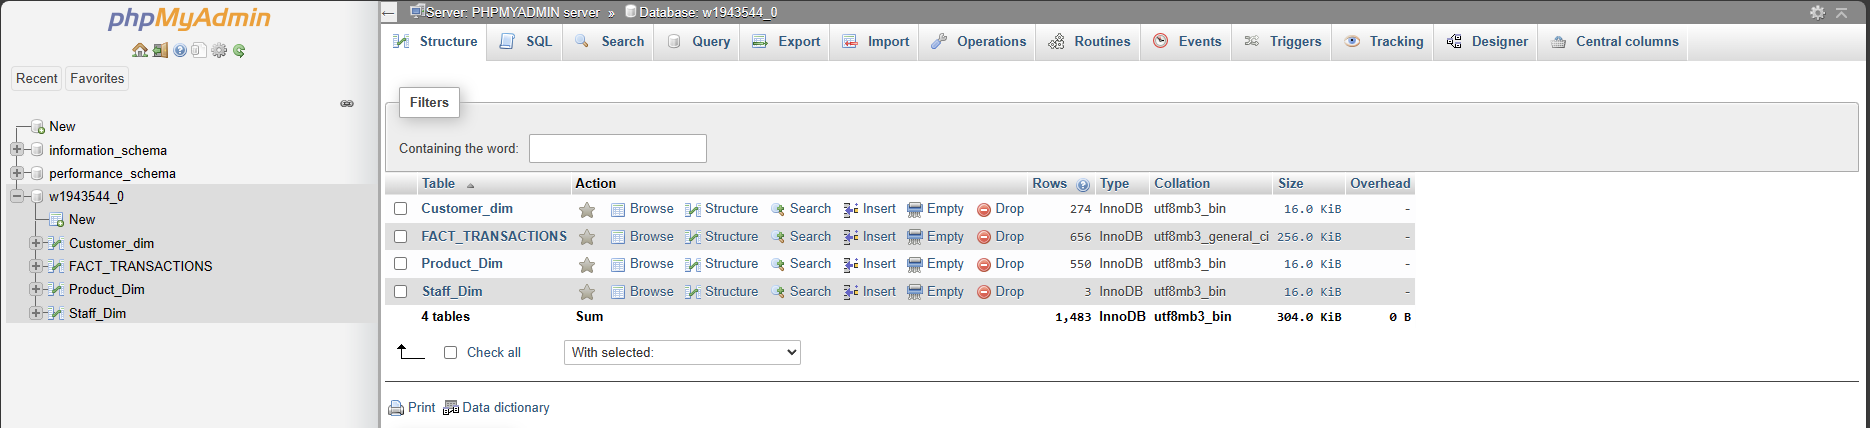 phpMyAdmin
Recent Favorites
New
information_schema
performance_schema
w1943544_0
New
Customer_dim
FACT_TRANSACTIONS
Product_Dim
Staff_Dim
← Server: PHPMYADMIN server » Database: w1943544_0
Structure SQL Search Query Export Import Operations Routines Events Triggers Tracking Designer Central columns
Filters
Containing the word:
Table Action Rows Type Collation Size Overhead
Customer_dim Browse Structure Search Insert Empty Drop 274 InnoDB utf8mb3_bin 16.0 KiB -
FACT_TRANSACTIONS Browse Structure Search Insert Empty Drop 656 InnoDB utf8mb3_general_ci 256.0 KiB -
Product_Dim Browse Structure Search Insert Empty Drop 550 InnoDB utf8mb3_bin 16.0 KiB -
Staff_Dim Browse Structure Search Insert Empty Drop 3 InnoDB utf8mb3_bin 16.0 KiB -
4 tables Sum 1,483 InnoDB utf8mb3_bin 304.0 KiB 0 B
Check all With selected:
Print Data dictionary